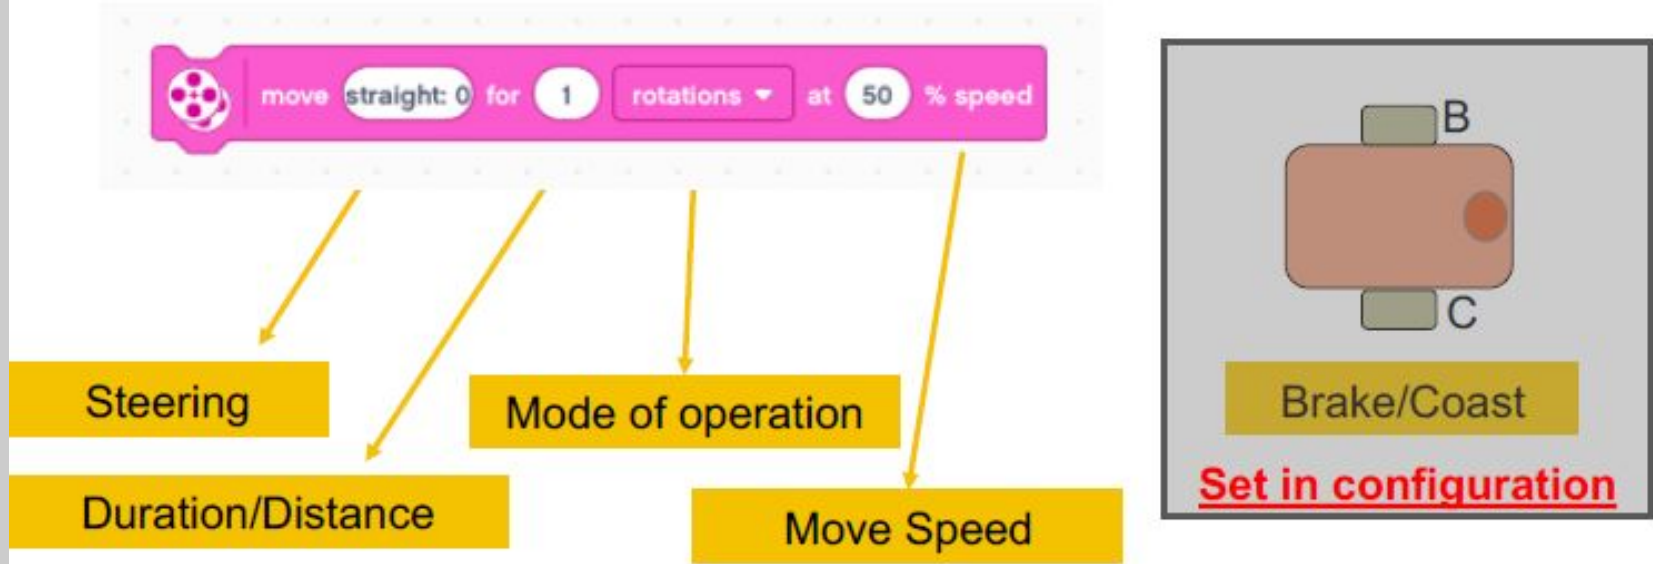 move straight: 0 for 1 rotations at 50 % speed
B
C
Steering
Mode of operation
Brake/Coast
Duration/Distance
Move Speed
Set in configuration